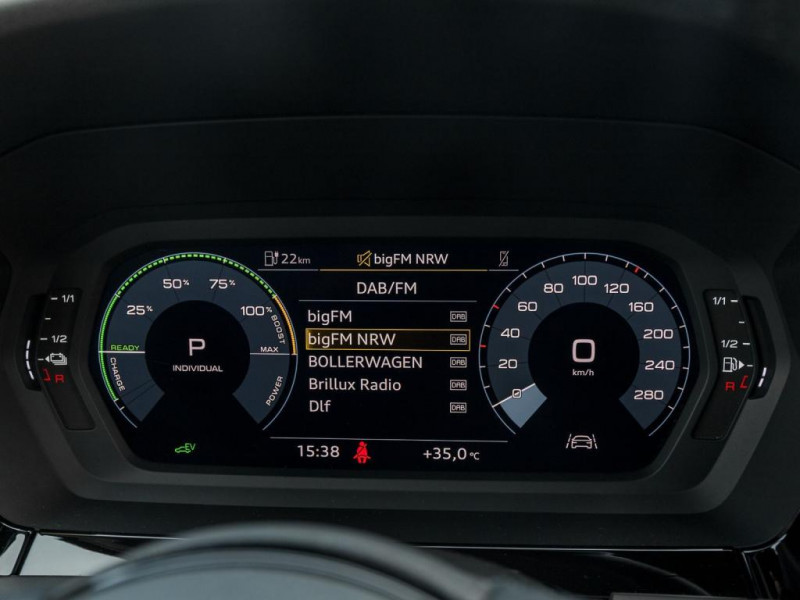 22km bigFM NRW
DAB/FM
bigFM DAB
bigFM NRW DAB
BOLLERWAGEN DAB
Brillux Radio DAB
Dlf DAB
15:38 +35,0 °C
1/1
1/2
R
25%
50%
75%
100%
BOOST
READY
MAX
CHARGE
POWER
P
INDIVIDUAL
EV
0
20
40
60
80
100
120
160
200
240
280
0
km/h
1/1
1/2
R